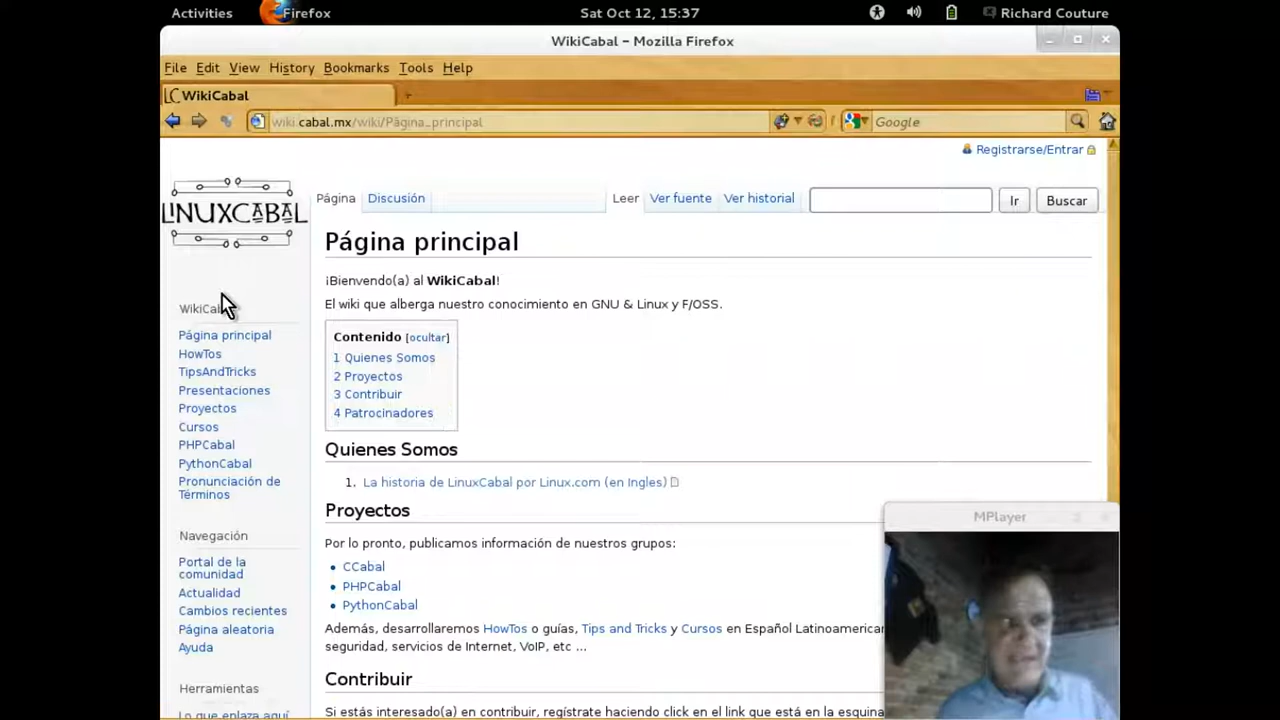 Activities Firefox Sat Oct 12, 15:37 Richard Couture
WikiCabal - Mozilla Firefox
File Edit View History Bookmarks Tools Help
WikiCabal
wiki.cabal.mx/wiki/Página_principal Google
Registrarse/Entrar
LINUXCABAL
Página Discusión Leer Ver fuente Ver historial Ir Buscar
Página principal
¡Bienvendo(a) al WikiCabal!
El wiki que alberga nuestro conocimiento en GNU & Linux y F/OSS.
Contenido [ocultar]
1 Quienes Somos
2 Proyectos
3 Contribuir
4 Patrocinadores
Quienes Somos
1. La historia de LinuxCabal por Linux.com (en Ingles)
Proyectos
Por lo pronto, publicamos información de nuestros grupos:
• CCabal
• PHPCabal
• PythonCabal
Además, desarrollaremos HowTos o guías, Tips and Tricks y Cursos en Español Latinoamerican
seguridad, servicios de Internet, VoIP, etc ...
Contribuir
Si estás interesado(a) en contribuir, regístrate haciendo click en el link que está en la esquina
WikiCa
Página principal
HowTos
TipsAndTricks
Presentaciones
Proyectos
Cursos
PHPCabal
PythonCabal
Pronunciación de
Términos
Navegación
Portal de la
comunidad
Actualidad
Cambios recientes
Página aleatoria
Ayuda
Herramientas
Lo que enlaza aquí
MPlayer